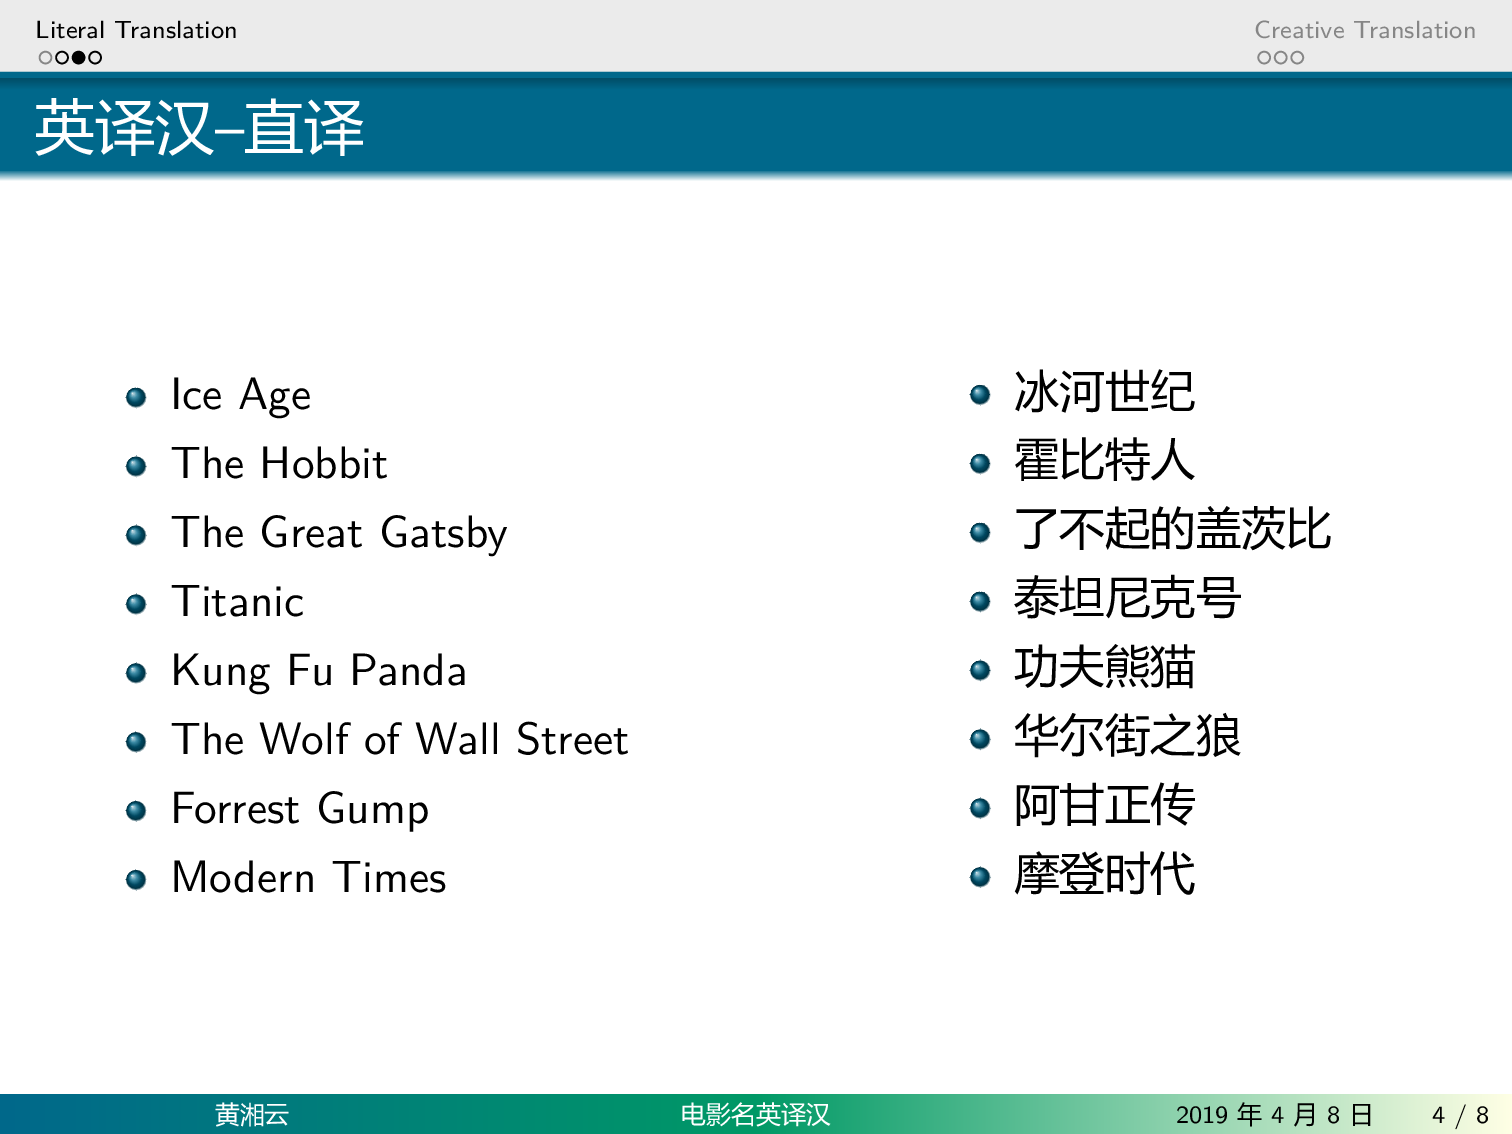 Literal Translation
Creative Translation
英译汉–直译
Ice Age
The Hobbit
The Great Gatsby
Titanic
Kung Fu Panda
The Wolf of Wall Street
Forrest Gump
Modern Times
冰河世纪
霍比特人
了不起的盖茨比
泰坦尼克号
功夫熊猫
华尔街之狼
阿甘正传
摩登时代
黄湘云
电影名英译汉
2019 年 4 月 8 日
4 / 8